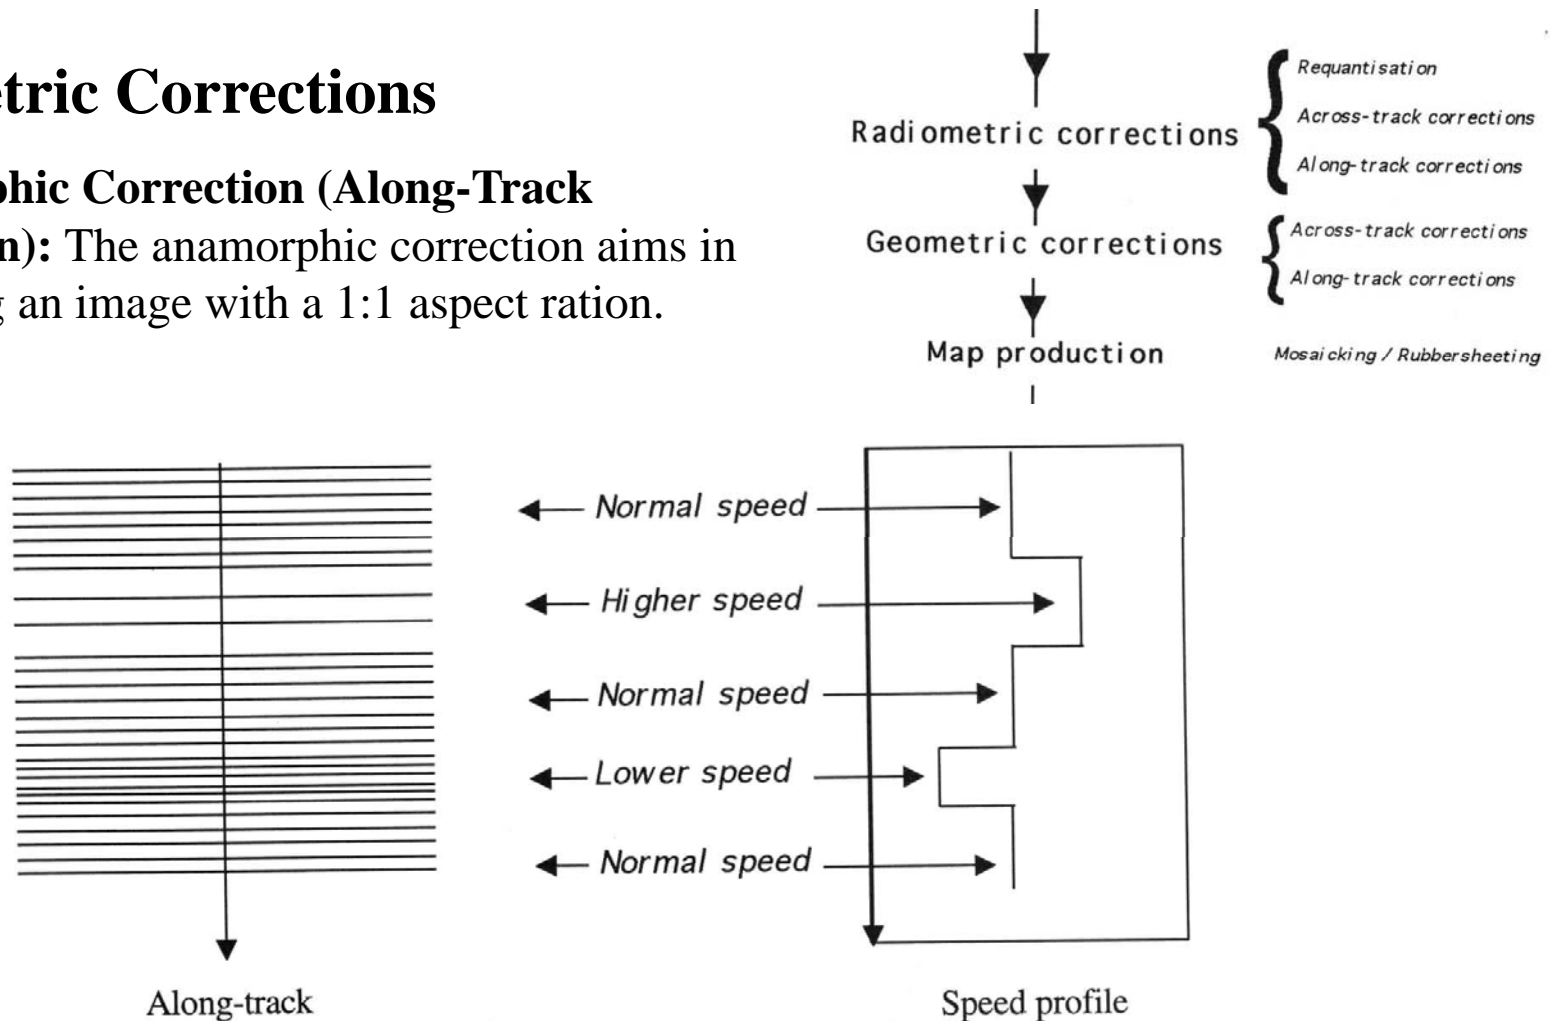 etric Corrections
phic Correction (Along-Track
n): The anamorphic correction aims in
g an image with a 1:1 aspect ration.
Radiometric corrections
Requantisation
Across-track corrections
Along-track corrections
Geometric corrections
Across-track corrections
Along-track corrections
Map production
Mosaicking / Rubbersheeting
Normal speed
Higher speed
Normal speed
Lower speed
Normal speed
Along-track
Speed profile